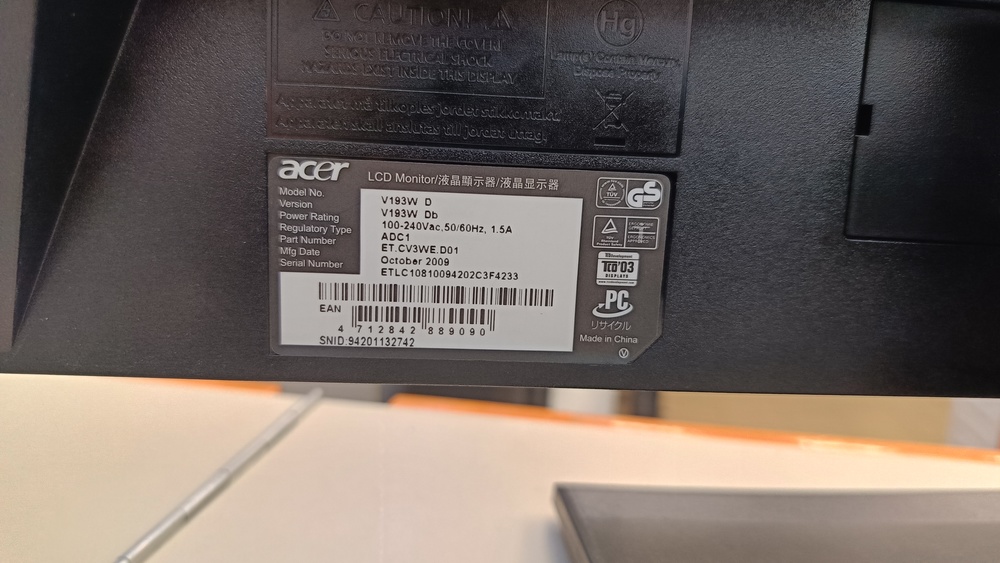 CAUTION!
DO NOT REMOVE THE COVER!
SERIOUS ELECTRICAL SHOCK
HAZARDS EXIST INSIDE THIS DISPLAY
Hg
Lamp(s) Contain Mercury,
Dispose Properly
Apparatet må tilkoples jordet stikkontakt.
Apparaten skall anslutas till jordat uttag.
acer
LCD Monitor/液晶顯示器/液晶显示器
Model No. V193W D
Version V193W Db
Power Rating 100-240Vac,50/60Hz, 1.5A
Regulatory Type ADC1
Part Number ET.CV3WE.D01
Mfg Date October 2009
Serial Number ETLC10810094202C3F4233
EAN
4 712842 889090
SNID:94201132742
TÜV
GS
TCO'03
DISPLAYS
PC
リサイクル
Made in China
V